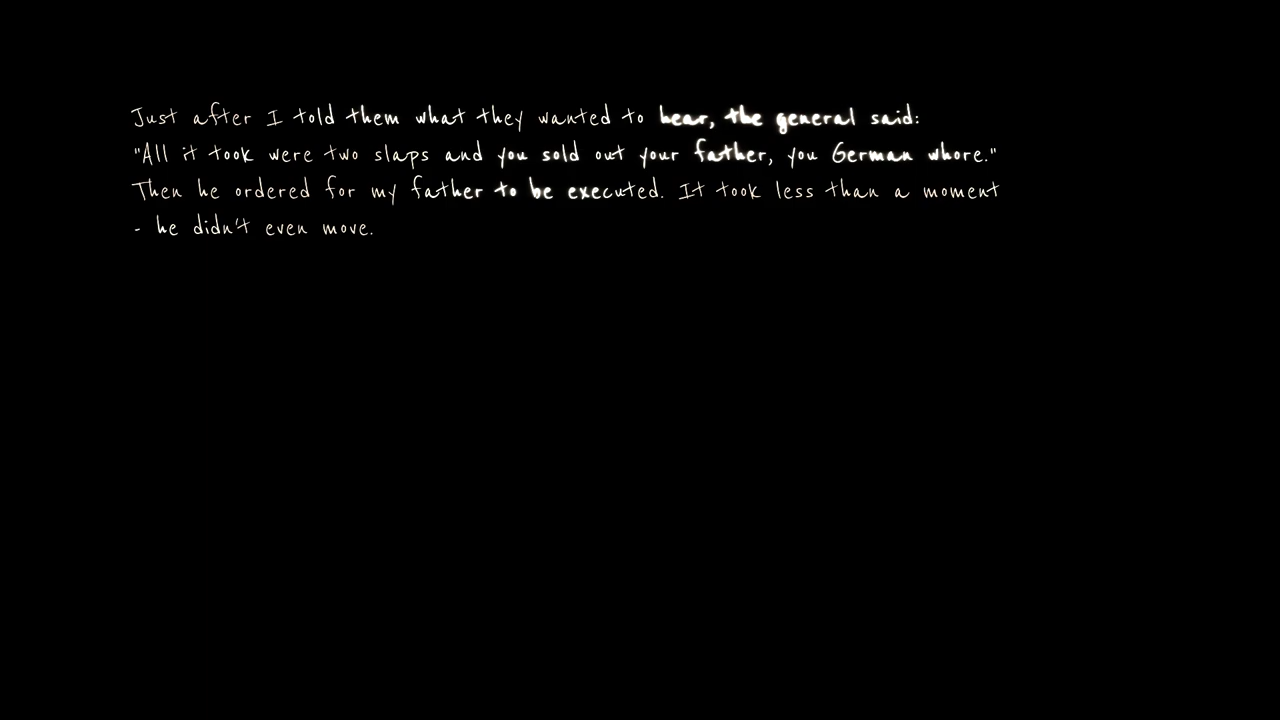 Just after I told them what they wanted to hear, the general said:
"All it took were two slaps and you sold out your father, you German whore."
Then he ordered for my father to be executed. It took less than a moment
- he didn't even move.